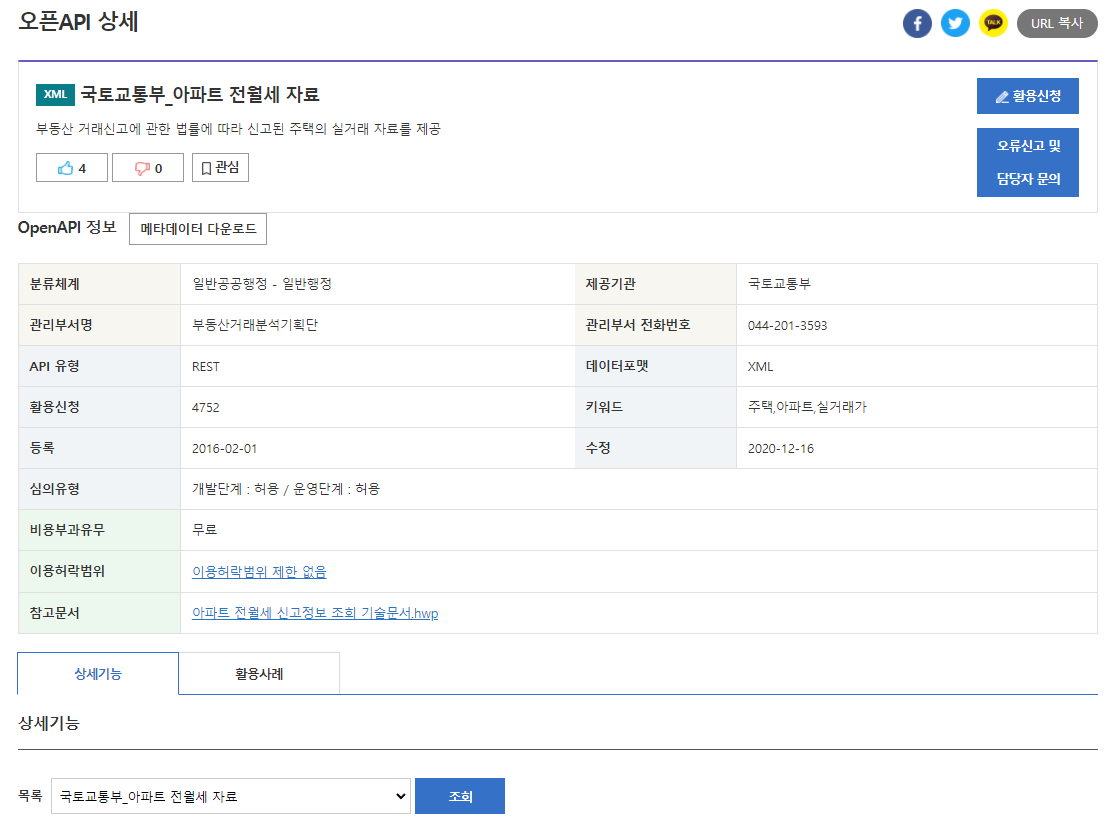 오픈API 상세
URL 복사
XML 국토교통부_아파트 전월세 자료
활용신청
부동산 거래신고에 관한 법률에 따라 신고된 주택의 실거래 자료를 제공
오류신고 및
담당자 문의
4 0 관심
OpenAPI 정보 메타데이터 다운로드
분류체계 일반공공행정 - 일반행정 제공기관 국토교통부
관리부서명 부동산거래분석기획단 관리부서 전화번호 044-201-3593
API 유형 REST 데이터포맷 XML
활용신청 4752 키워드 주택,아파트,실거래가
등록 2016-02-01 수정 2020-12-16
심의유형 개발단계 : 허용 / 운영단계 : 허용
비용부과유무 무료
이용허락범위 이용허락범위 제한 없음
참고문서 아파트 전월세 신고정보 조회 기술문서.hwp
상세기능 활용사례
상세기능
목록 국토교통부_아파트 전월세 자료 조회